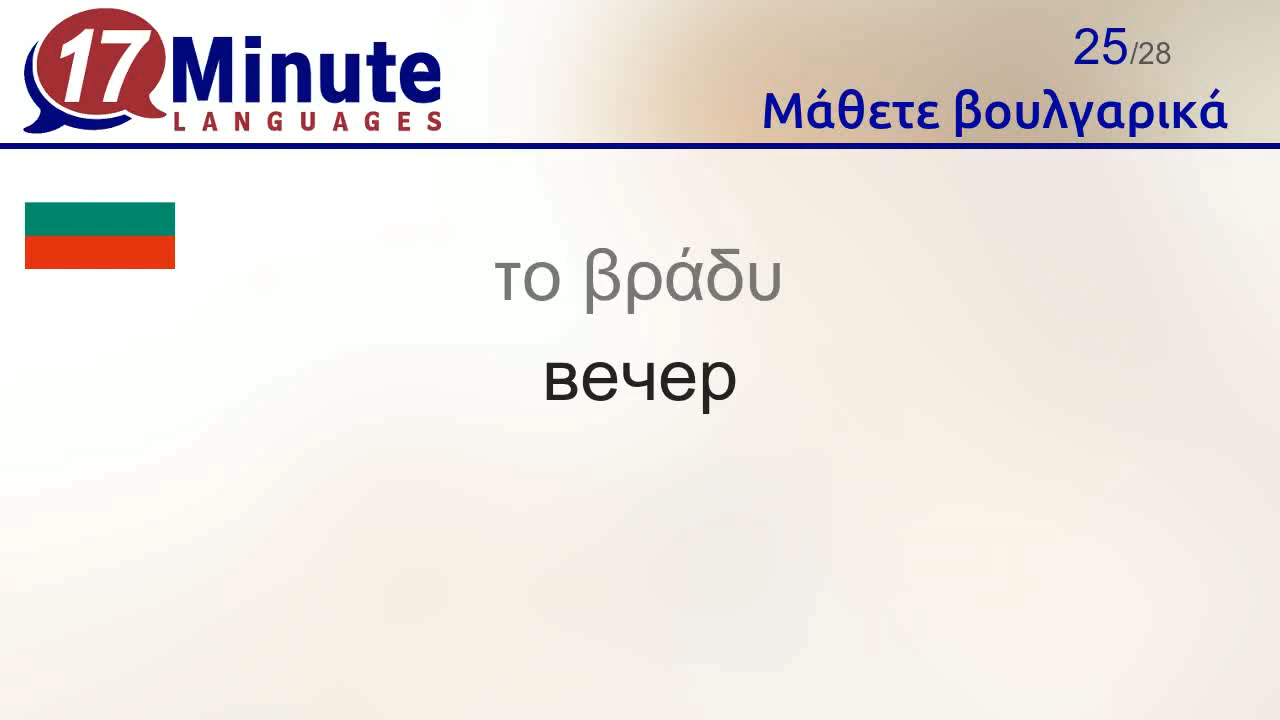 17 Minute
LANGUAGES
25/28
Μάθετε βουλγαρικά
το βράδυ
вечер